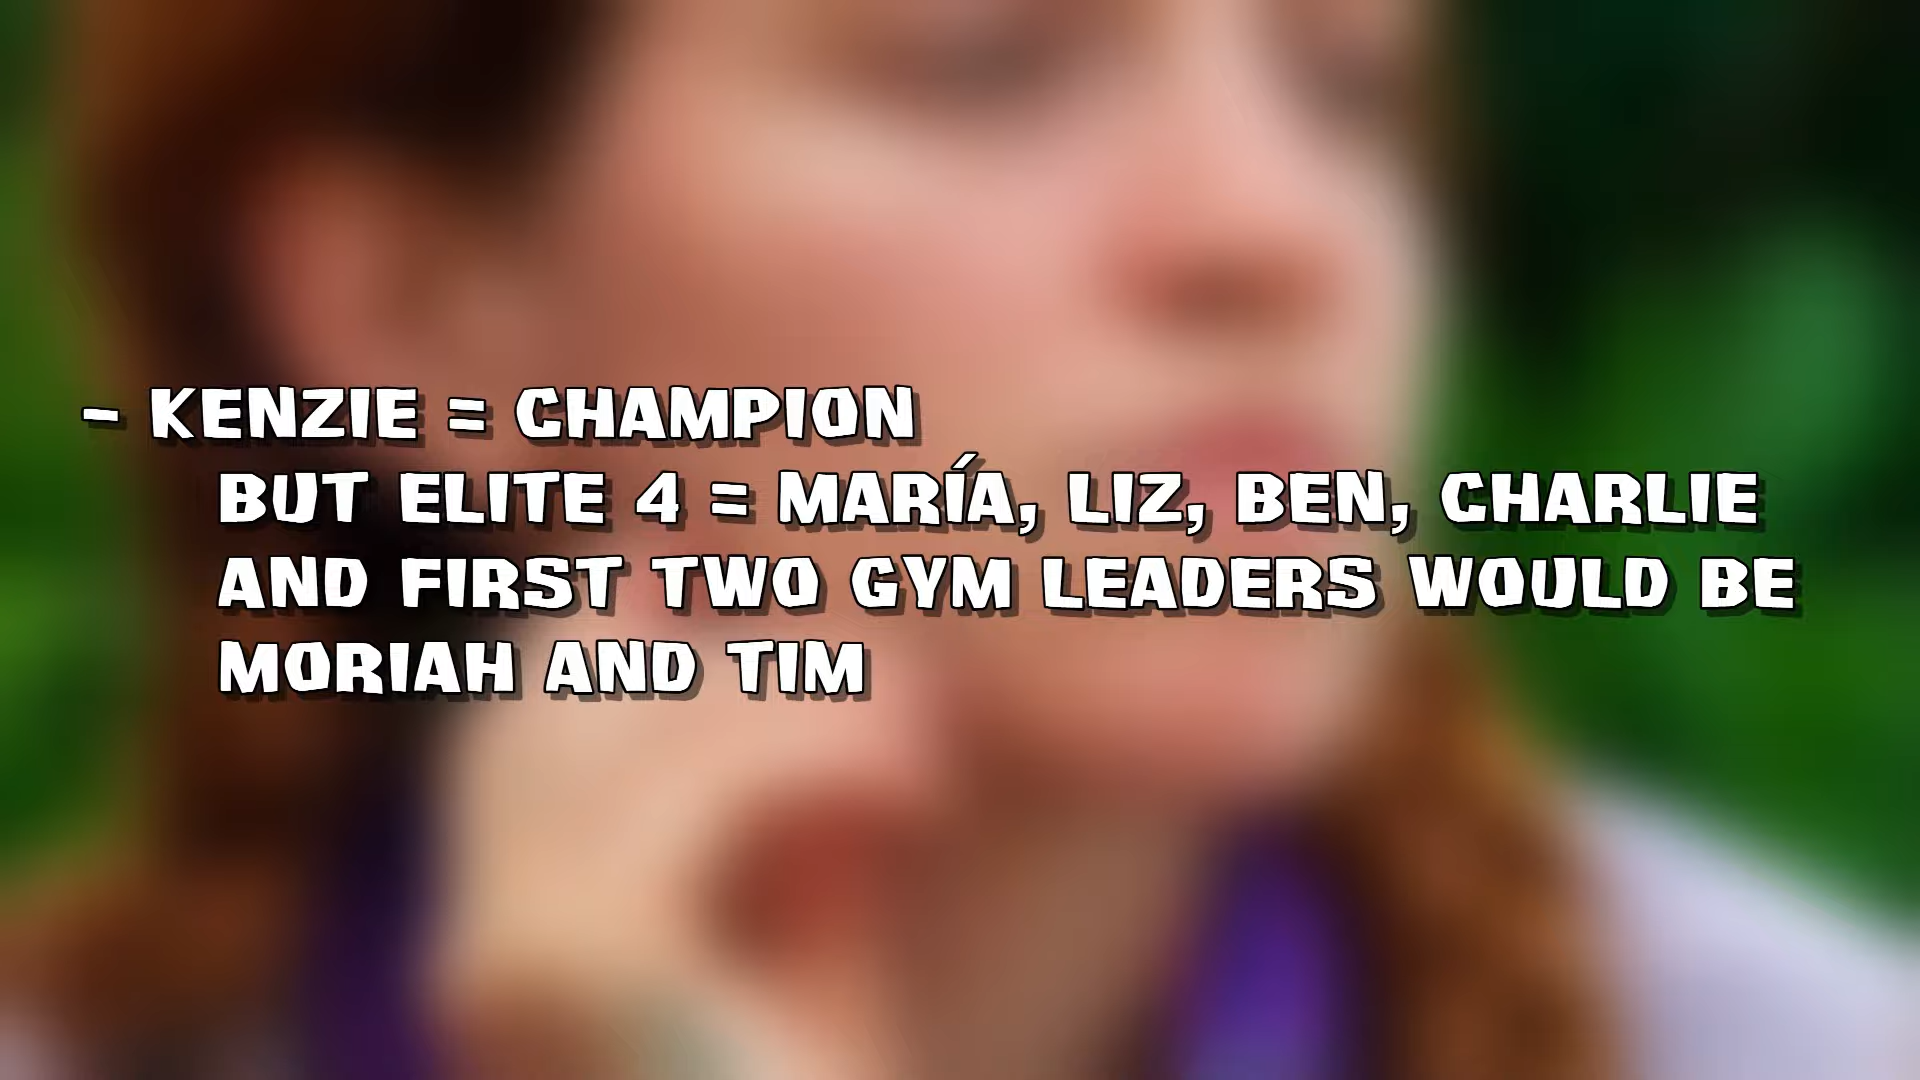 - KENZIE = CHAMPION
BUT ELITE 4 = MARÍA, LIZ, BEN, CHARLIE
AND FIRST TWO GYM LEADERS WOULD BE
MORIAH AND TIM